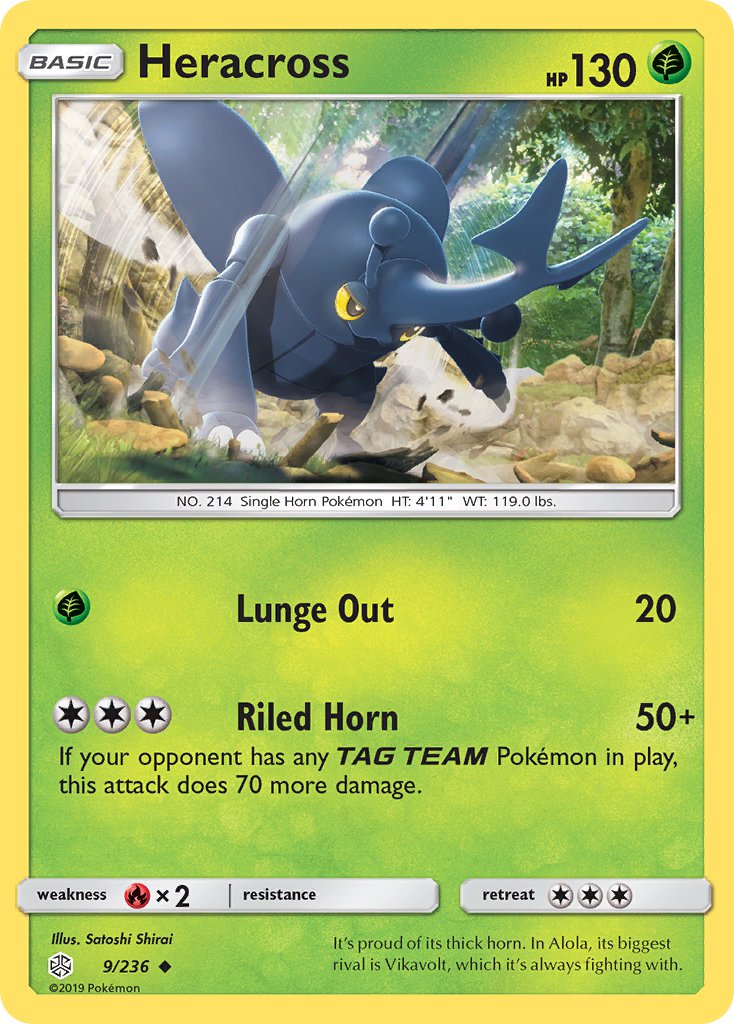 BASIC Heracross HP 130
NO. 214 Single Horn Pokémon HT: 4'11" WT: 119.0 lbs.
Lunge Out 20
Riled Horn 50+
If your opponent has any TAG TEAM Pokémon in play,
this attack does 70 more damage.
weakness × 2 resistance retreat
Illus. Satoshi Shirai
9/236
©2019 Pokémon
It's proud of its thick horn. In Alola, its biggest
rival is Vikavolt, which it's always fighting with.